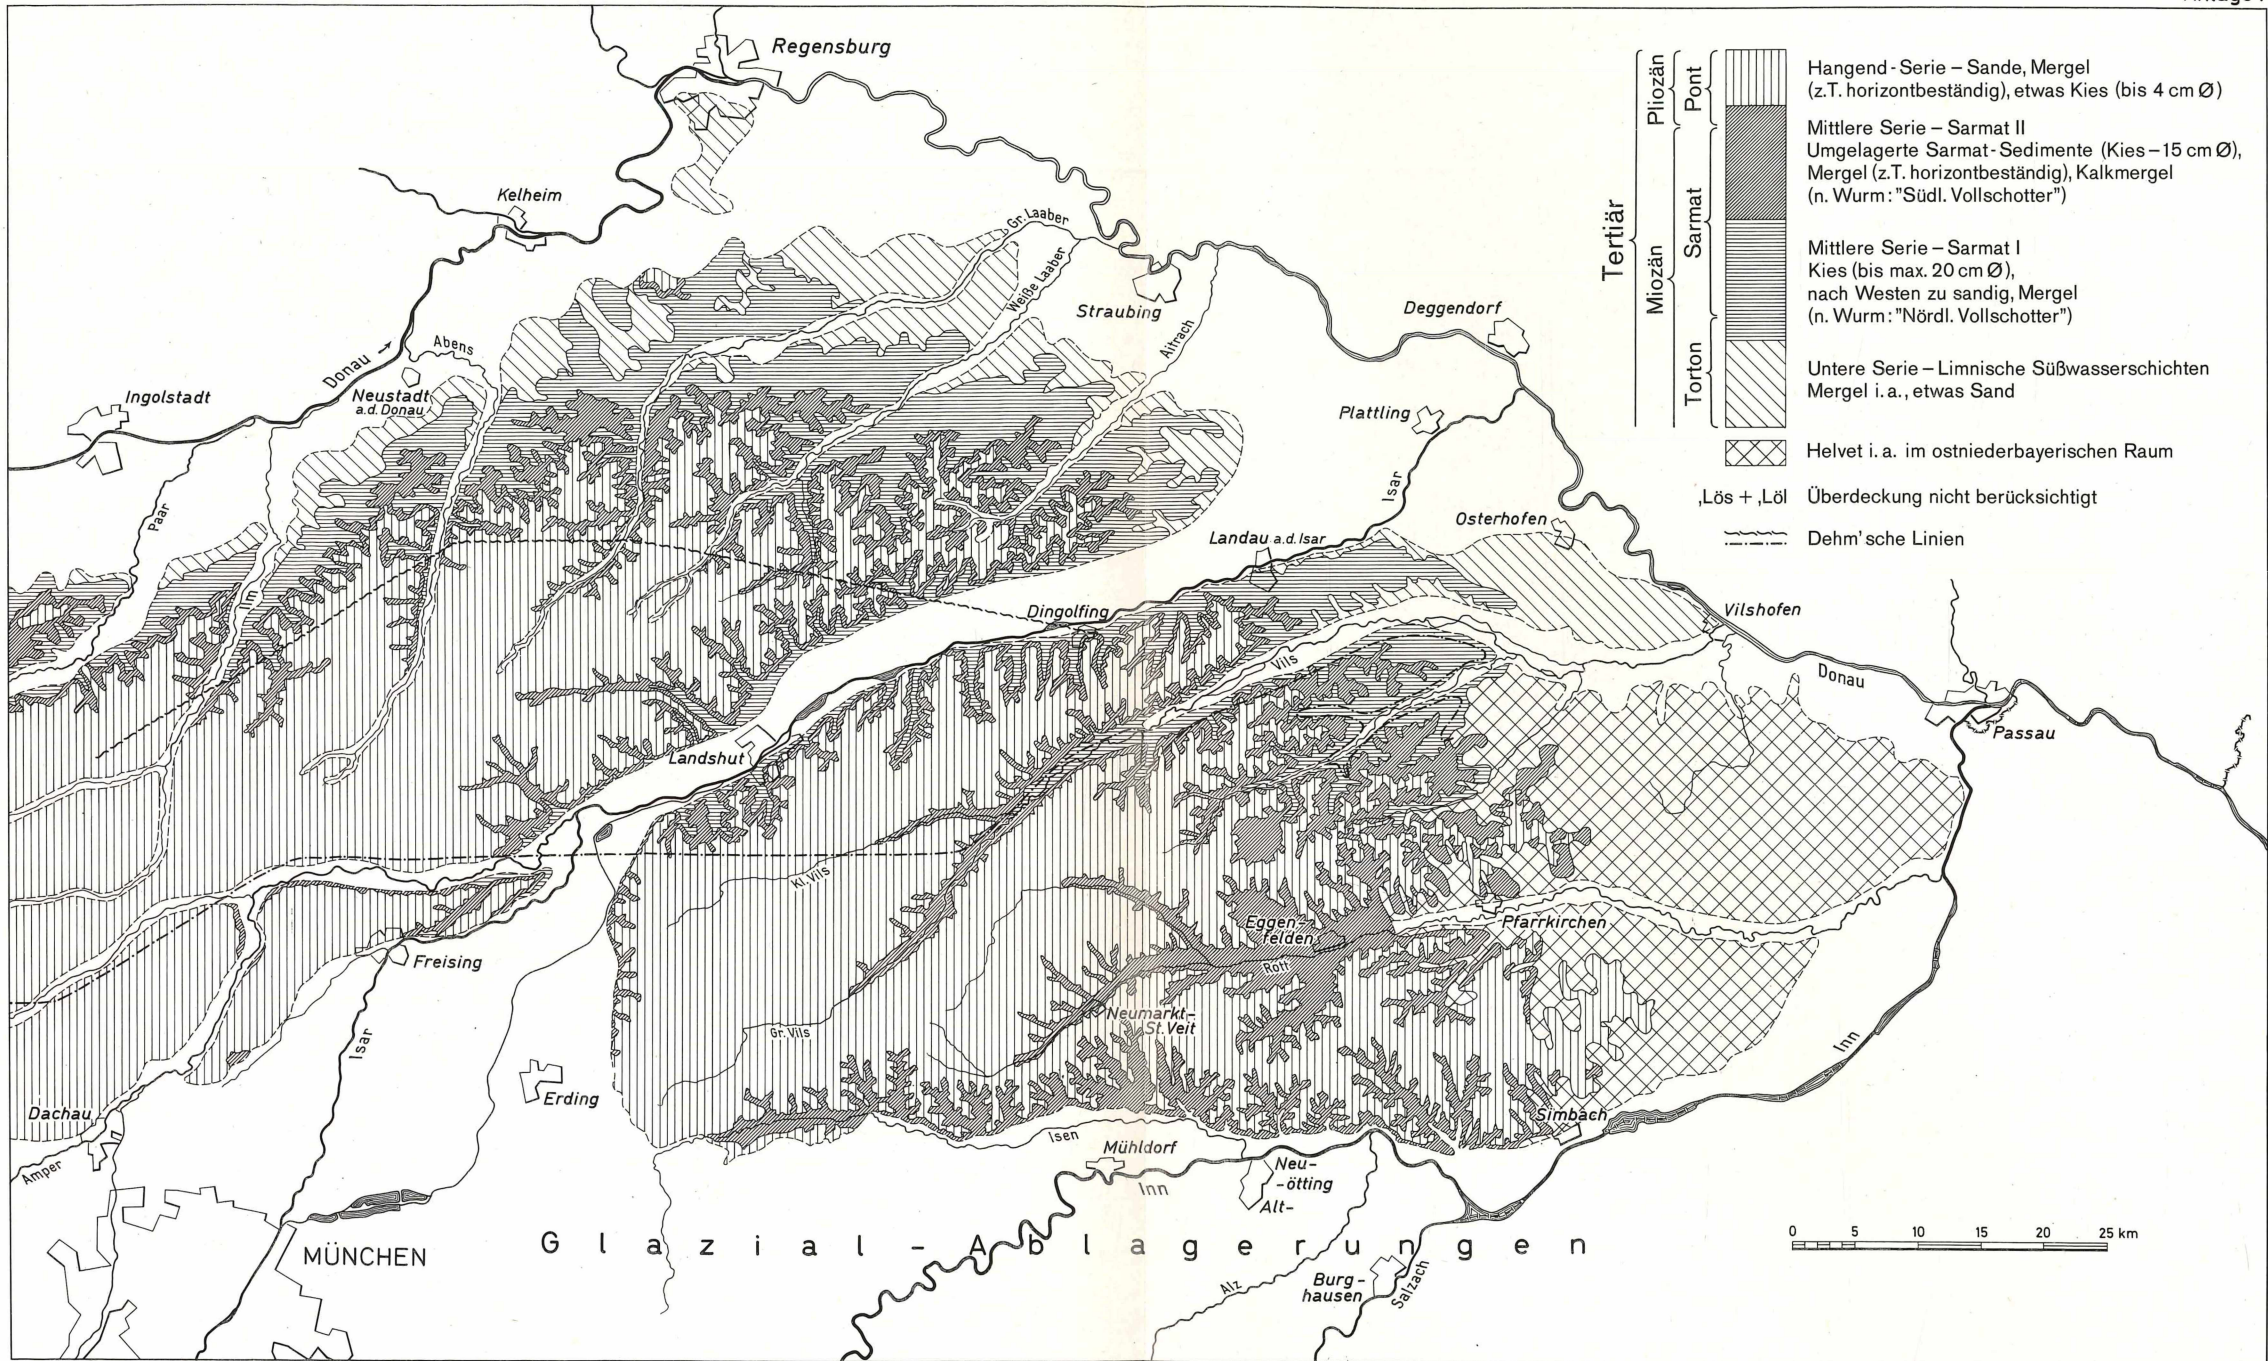 Regensburg
Kelheim
Gr. Laaber
Weiße Laaber
Straubing
Aitrach
Deggendorf
Donau →
Abens
Ingolstadt
Neustadt
a.d. Donau
Plattling
Paar
Isar
Osterhofen
Landau a.d. Isar
Dingolfing
Vilshofen
Vils
Donau
Passau
Landshut
Kl. Vils
Eggen-
felden
Pfarrkirchen
Rott
Freising
Neumarkt-
St. Veit
Gr. Vils
Isar
Inn
Erding
Dachau
Simbach
Isen
Mühldorf
Amper
Neu-
-ötting
Alt-
Inn
MÜNCHEN
Glazial-Ablagerungen
Alz
Burg-
hausen
Salzach
Tertiär
Pliozän
Miozän
Pont
Sarmat
Torton
Hangend-Serie – Sande, Mergel
(z.T. horizontbeständig), etwas Kies (bis 4 cm Ø)
Mittlere Serie – Sarmat II
Umgelagerte Sarmat-Sedimente (Kies – 15 cm Ø),
Mergel (z.T. horizontbeständig), Kalkmergel
(n. Wurm: "Südl. Vollschotter")
Mittlere Serie – Sarmat I
Kies (bis max. 20 cm Ø),
nach Westen zu sandig, Mergel
(n. Wurm: "Nördl. Vollschotter")
Untere Serie – Limnische Süßwasserschichten
Mergel i.a., etwas Sand
Helvet i. a. im ostniederbayerischen Raum
,Lös + ,Löl Überdeckung nicht berücksichtigt
Dehm'sche Linien
0 5 10 15 20 25 km